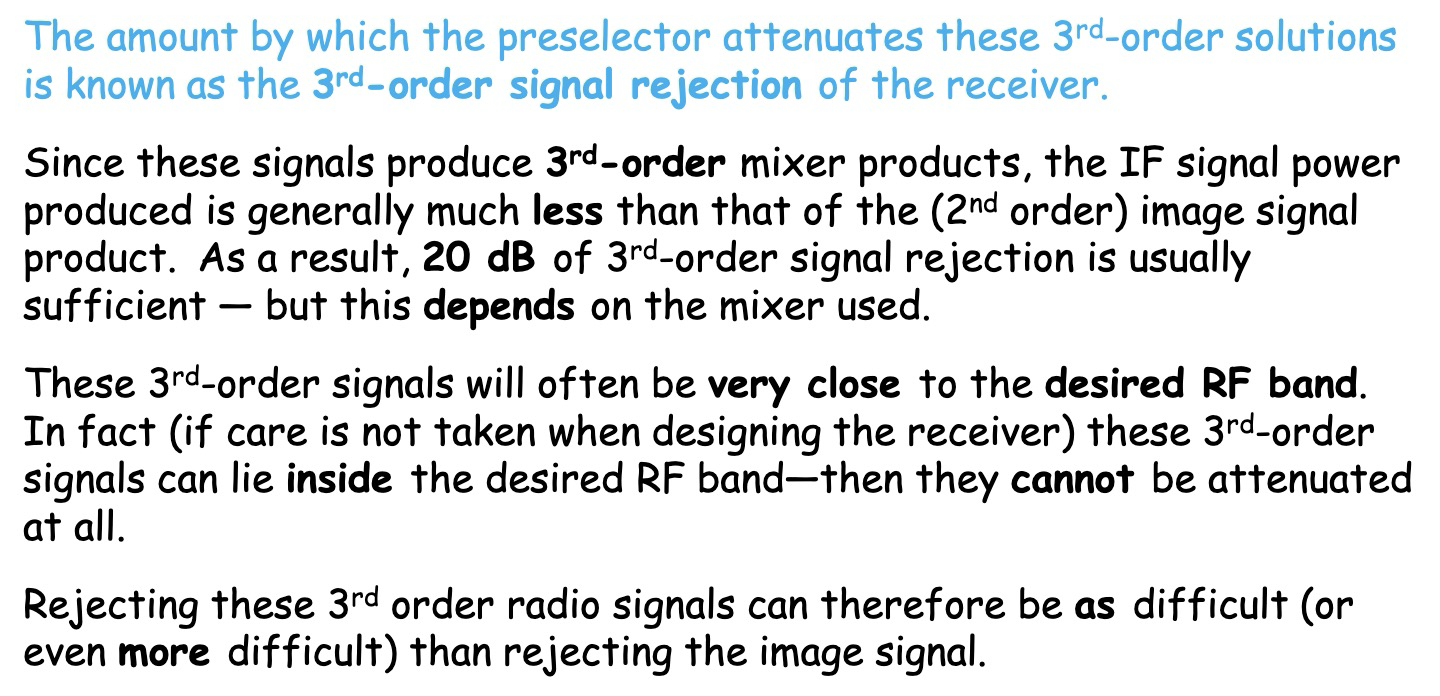 The amount by which the preselector attenuates these 3rd-order solutions
is known as the 3rd-order signal rejection of the receiver.
Since these signals produce 3rd-order mixer products, the IF signal power
produced is generally much less than that of the (2nd order) image signal
product. As a result, 20 dB of 3rd-order signal rejection is usually
sufficient — but this depends on the mixer used.
These 3rd-order signals will often be very close to the desired RF band.
In fact (if care is not taken when designing the receiver) these 3rd-order
signals can lie inside the desired RF band—then they cannot be attenuated
at all.
Rejecting these 3rd order radio signals can therefore be as difficult (or
even more difficult) than rejecting the image signal.